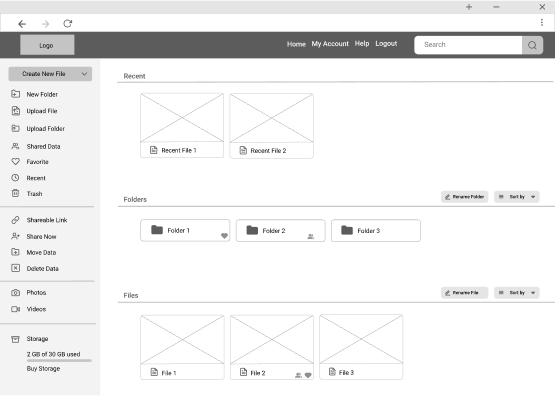 Logo
Home My Account Help Logout
Search
Create New File
New Folder
Upload File
Upload Folder
Shared Data
Favorite
Recent
Trash
Shareable Link
Share Now
Move Data
Delete Data
Photos
Videos
Storage
2 GB of 30 GB used
Buy Storage
Recent
Recent File 1
Recent File 2
Folders
Rename Folder
Sort by
Folder 1
Folder 2
Folder 3
Files
Rename File
Sort by
File 1
File 2
File 3